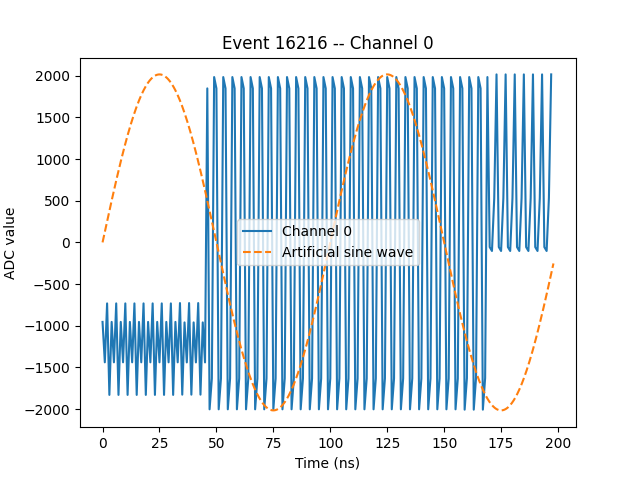 Event 16216 -- Channel 0
ADC value
2000
1500
1000
500
0
−500
−1000
−1500
−2000
Channel 0
Artificial sine wave
0 25 50 75 100 125 150 175 200
Time (ns)